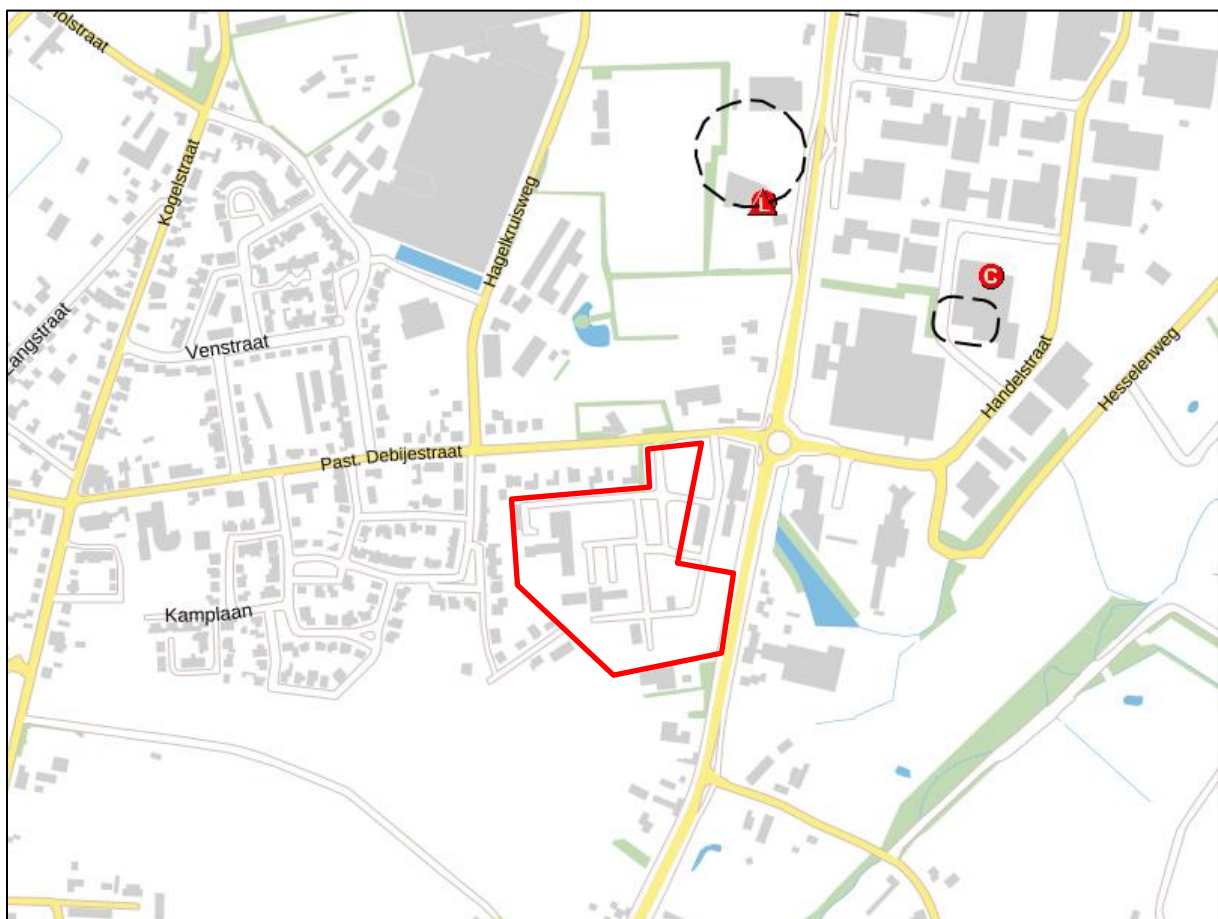 Kogelstraat
Hagelkruisweg
L
C
Langstraat
Venstraat
Handelstraat
Hesselenweg
Past. Debijestraat
Kamplaan